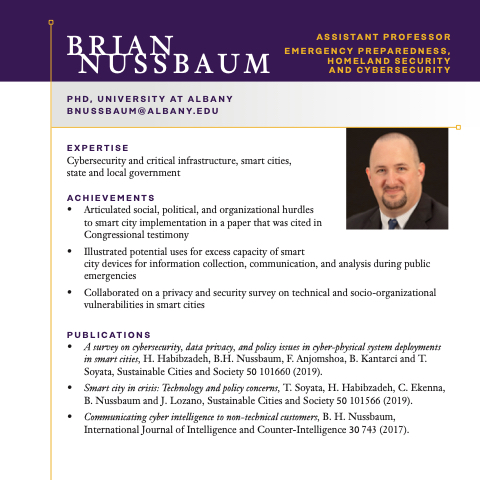 BRIAN
NUSSBAUM
ASSISTANT PROFESSOR
EMERGENCY PREPAREDNESS,
HOMELAND SECURITY
AND CYBERSECURITY
PHD, UNIVERSITY AT ALBANY
BNUSSBAUM@ALBANY.EDU
EXPERTISE
Cybersecurity and critical infrastructure, smart cities,
state and local government
ACHIEVEMENTS
• Articulated social, political, and organizational hurdles
to smart city implementation in a paper that was cited in
Congressional testimony
• Illustrated potential uses for excess capacity of smart
city devices for information collection, communication, and analysis during public
emergencies
• Collaborated on a privacy and security survey on technical and socio-organizational
vulnerabilities in smart cities
PUBLICATIONS
• A survey on cybersecurity, data privacy, and policy issues in cyber-physical system deployments
in smart cities, H. Habibzadeh, B.H. Nussbaum, F. Anjomshoa, B. Kantarci and T.
Soyata, Sustainable Cities and Society 50 101660 (2019).
• Smart city in crisis: Technology and policy concerns, T. Soyata, H. Habibzadeh, C. Ekenna,
B. Nussbaum and J. Lozano, Sustainable Cities and Society 50 101566 (2019).
• Communicating cyber intelligence to non-technical customers, B. H. Nussbaum,
International Journal of Intelligence and Counter-Intelligence 30 743 (2017).